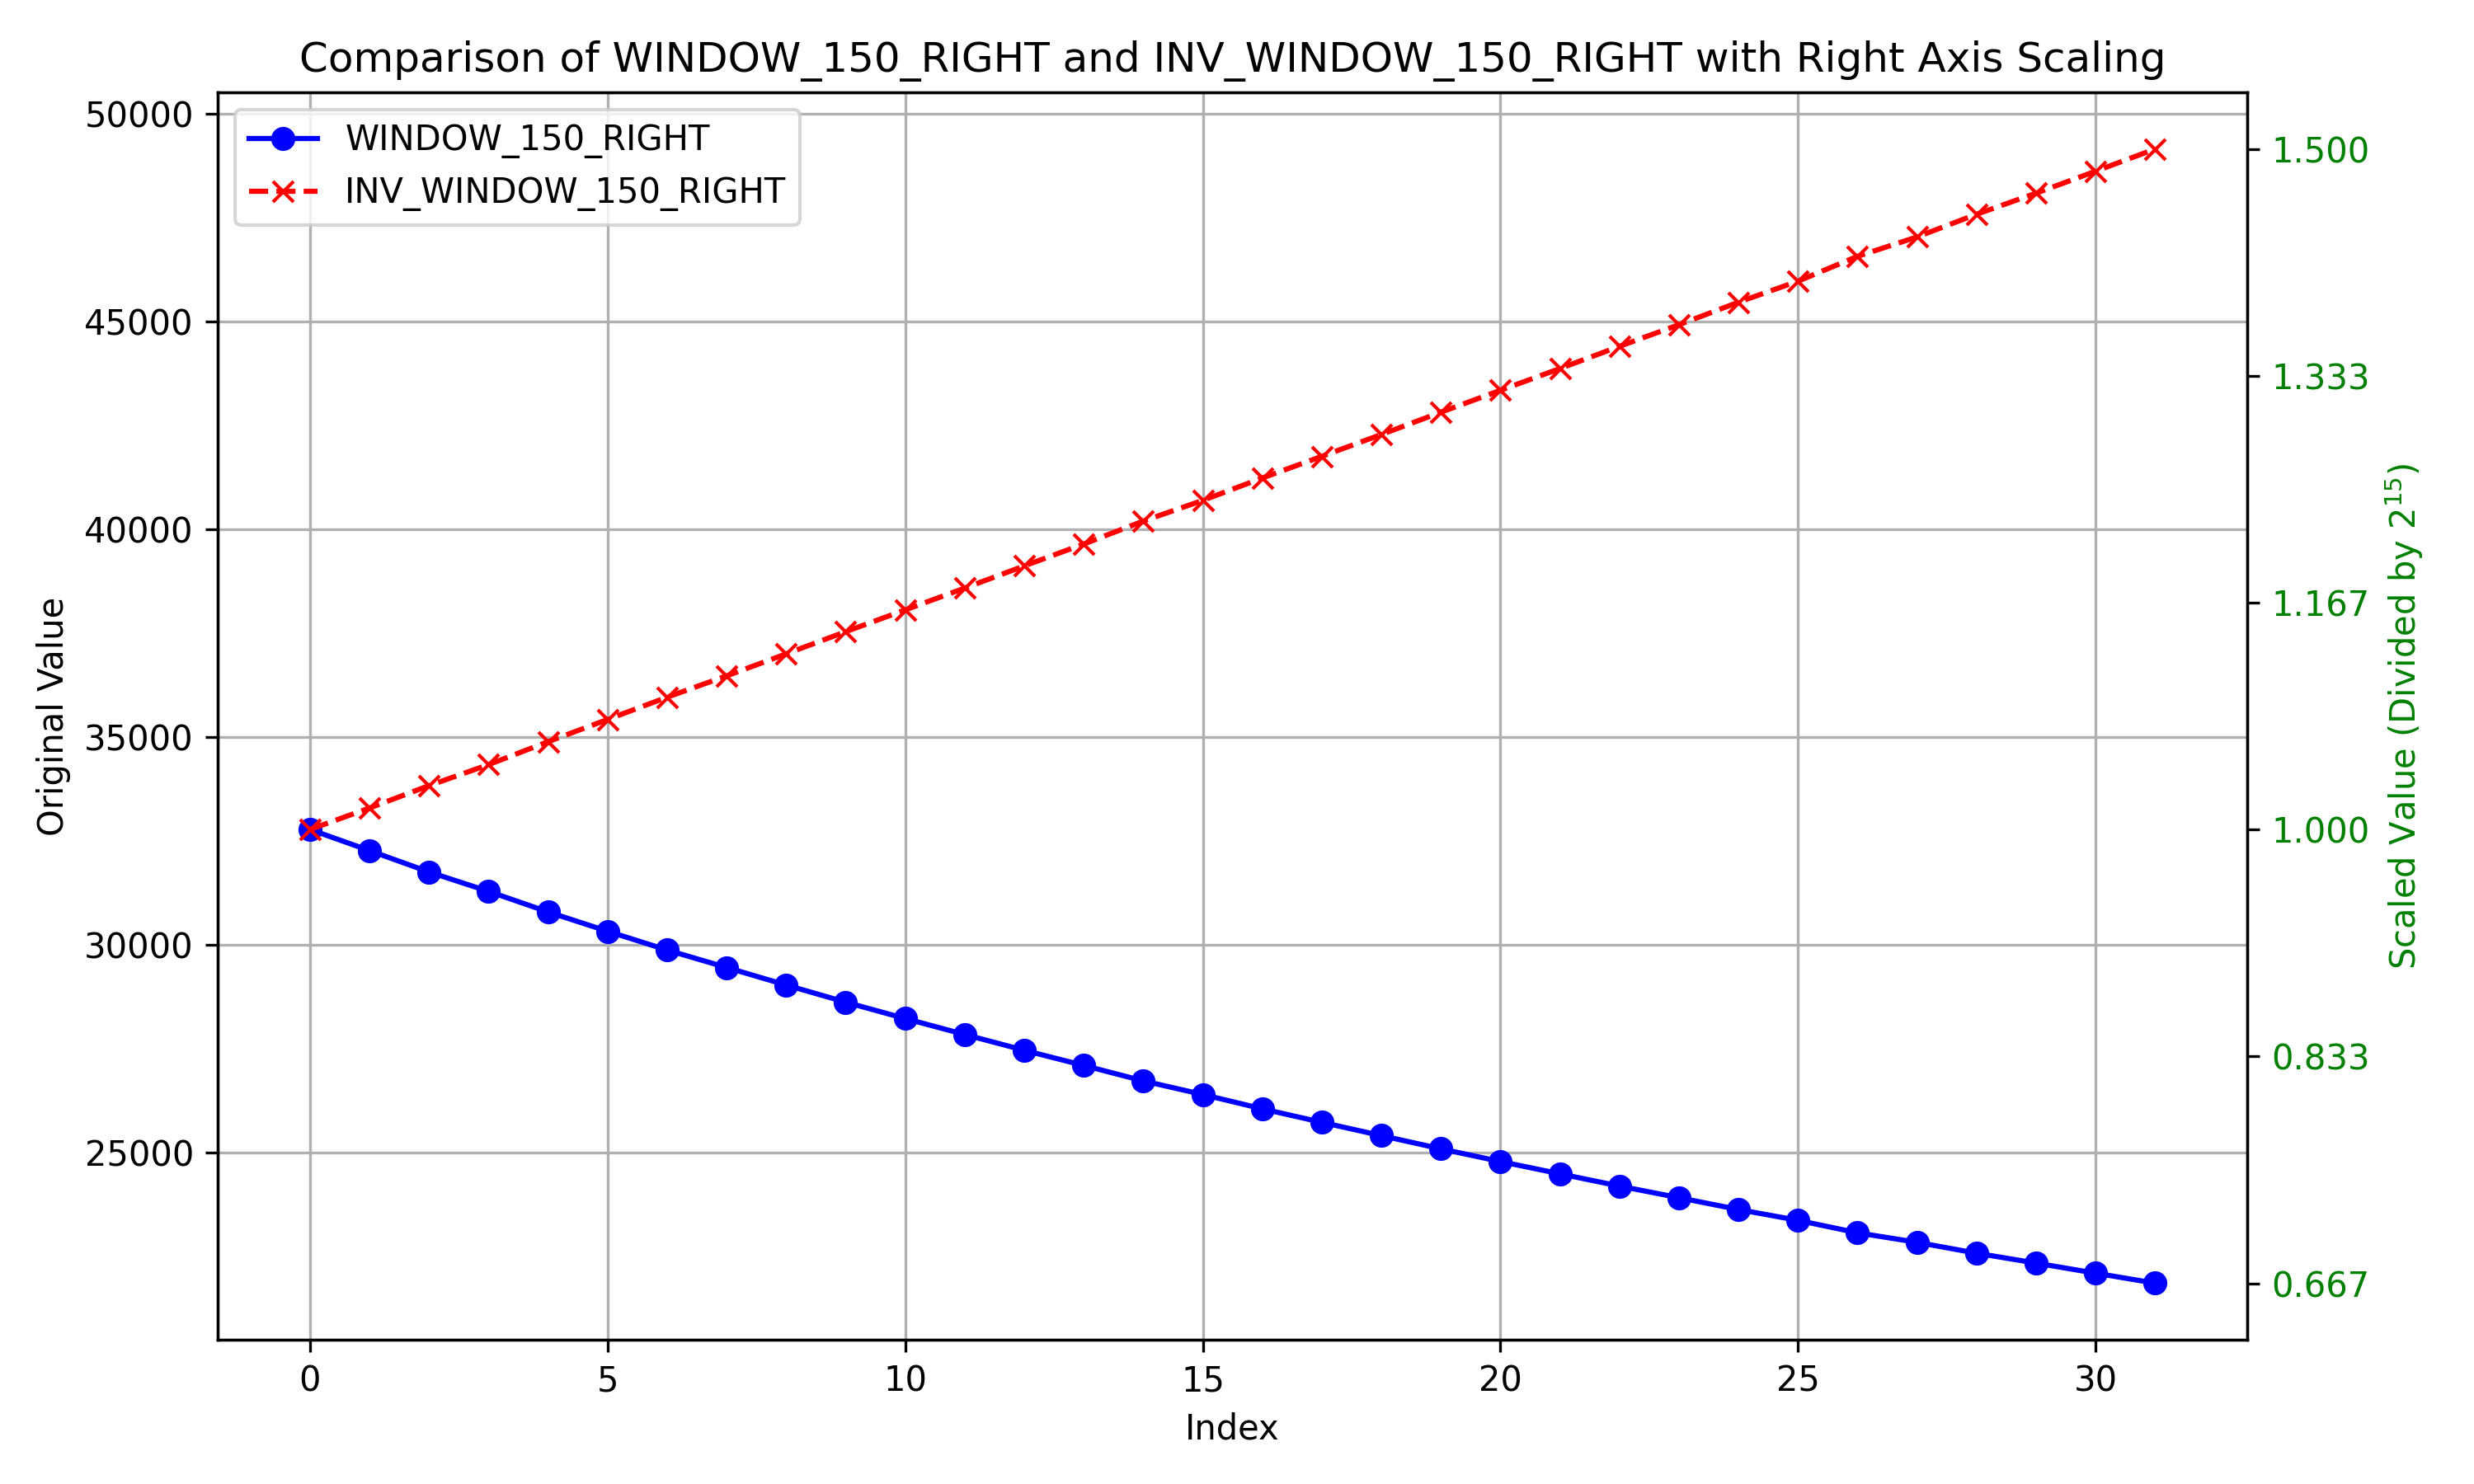 Comparison of WINDOW_150_RIGHT and INV_WINDOW_150_RIGHT with Right Axis Scaling
WINDOW_150_RIGHT
INV_WINDOW_150_RIGHT
Original Value
50000
45000
40000
35000
30000
25000
1.500
1.333
1.167
1.000
0.833
0.667
Scaled Value (Divided by 2¹⁵)
0 5 10 15 20 25 30
Index